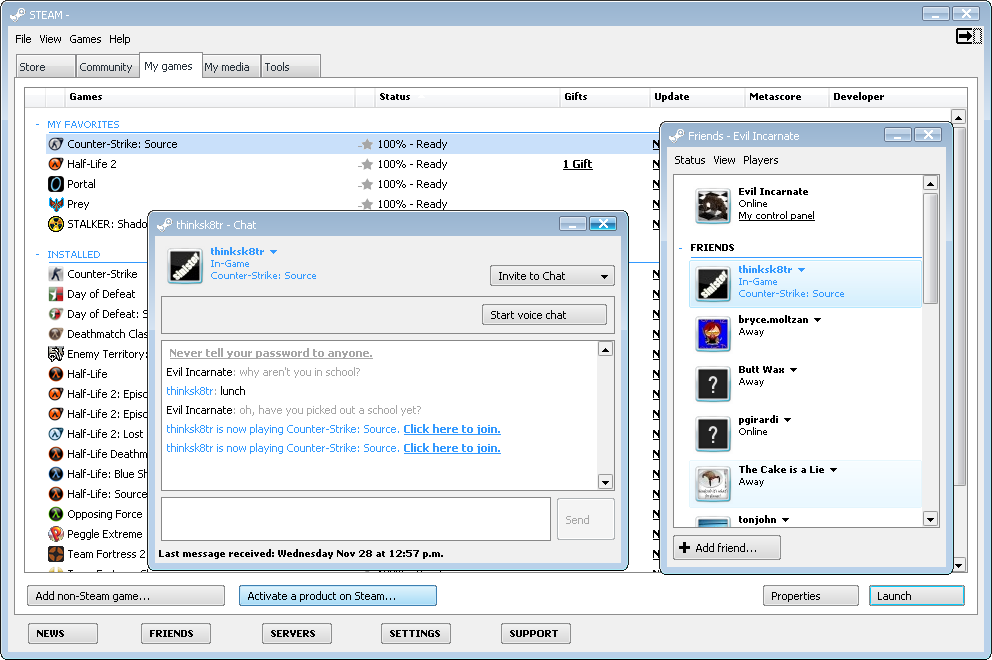 STEAM -
File View Games Help
Store Community My games My media Tools
Games Status Gifts Update Metascore Developer
- MY FAVORITES
Counter-Strike: Source 100% - Ready N
Half-Life 2 100% - Ready 1 Gift N
Portal 100% - Ready N
Prey 100% - Ready N
STALKER: Shado N
- INSTALLED
Counter-Strike N
Day of Defeat N
Day of Defeat: S N
Deathmatch Clas N
Enemy Territory: N
Half-Life N
Half-Life 2: Episo N
Half-Life 2: Episo N
Half-Life 2: Lost N
Half-Life Deathm N
Half-Life: Blue Sh N
Half-Life: Source N
Opposing Force N
Peggle Extreme N
Team Fortress 2 N
thinksk8tr - Chat
thinksk8tr
In-Game
Counter-Strike: Source
Invite to Chat
Start voice chat
Never tell your password to anyone.
Evil Incarnate: why aren't you in school?
thinksk8tr: lunch
Evil Incarnate: oh, have you picked out a school yet?
thinksk8tr is now playing Counter-Strike: Source. Click here to join.
thinksk8tr is now playing Counter-Strike: Source. Click here to join.
Send
Last message received: Wednesday Nov 28 at 12:57 p.m.
Friends - Evil Incarnate
Status View Players
Evil Incarnate
Online
My control panel
- FRIENDS
thinksk8tr
In-Game
Counter-Strike: Source
bryce.moltzan
Away
?
Butt Wax
Away
?
pgirardi
Online
The Cake is a Lie
Away
tonjohn
Add friend...
Add non-Steam game... Activate a product on Steam... Properties Launch
NEWS FRIENDS SERVERS SETTINGS SUPPORT